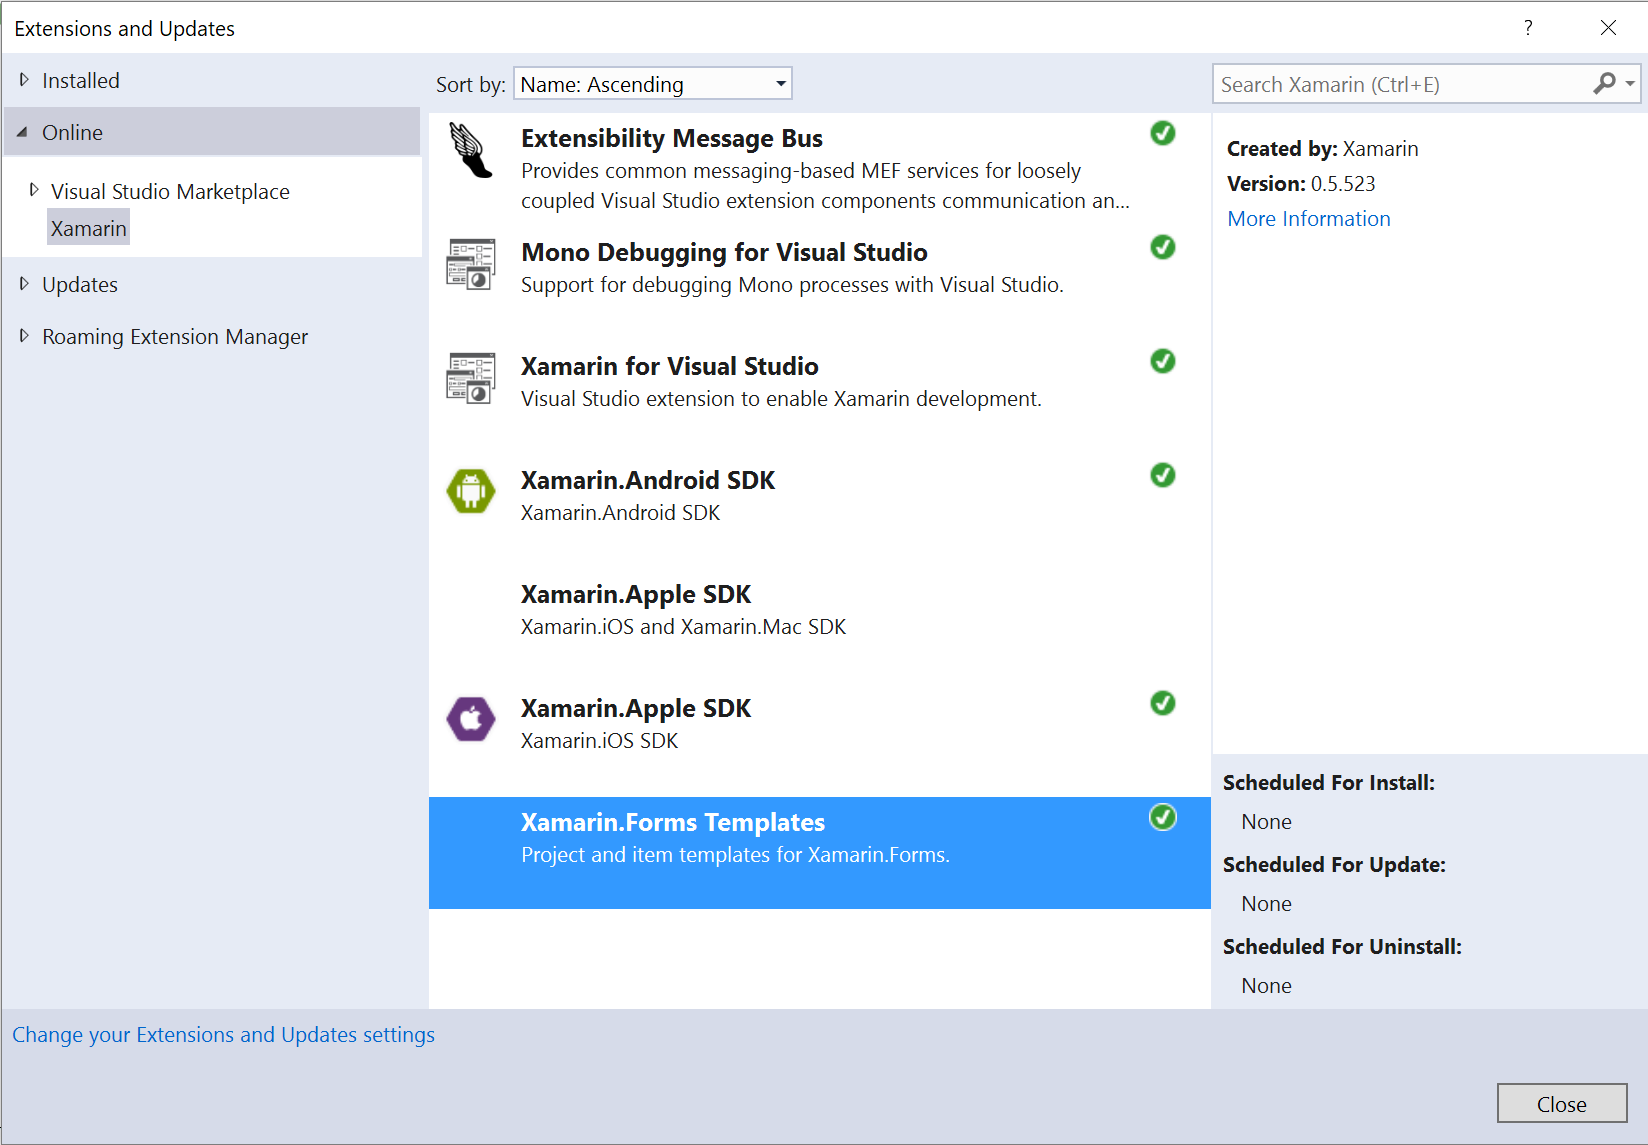 Extensions and Updates
?
Installed
Online
Visual Studio Marketplace
Xamarin
Updates
Roaming Extension Manager
Sort by: Name: Ascending
Extensibility Message Bus
Provides common messaging-based MEF services for loosely
coupled Visual Studio extension components communication an...
Mono Debugging for Visual Studio
Support for debugging Mono processes with Visual Studio.
Xamarin for Visual Studio
Visual Studio extension to enable Xamarin development.
Xamarin.Android SDK
Xamarin.Android SDK
Xamarin.Apple SDK
Xamarin.iOS and Xamarin.Mac SDK
Xamarin.Apple SDK
Xamarin.iOS SDK
Xamarin.Forms Templates
Project and item templates for Xamarin.Forms.
Search Xamarin (Ctrl+E)
Created by: Xamarin
Version: 0.5.523
More Information
Scheduled For Install:
None
Scheduled For Update:
None
Scheduled For Uninstall:
None
Change your Extensions and Updates settings
Close